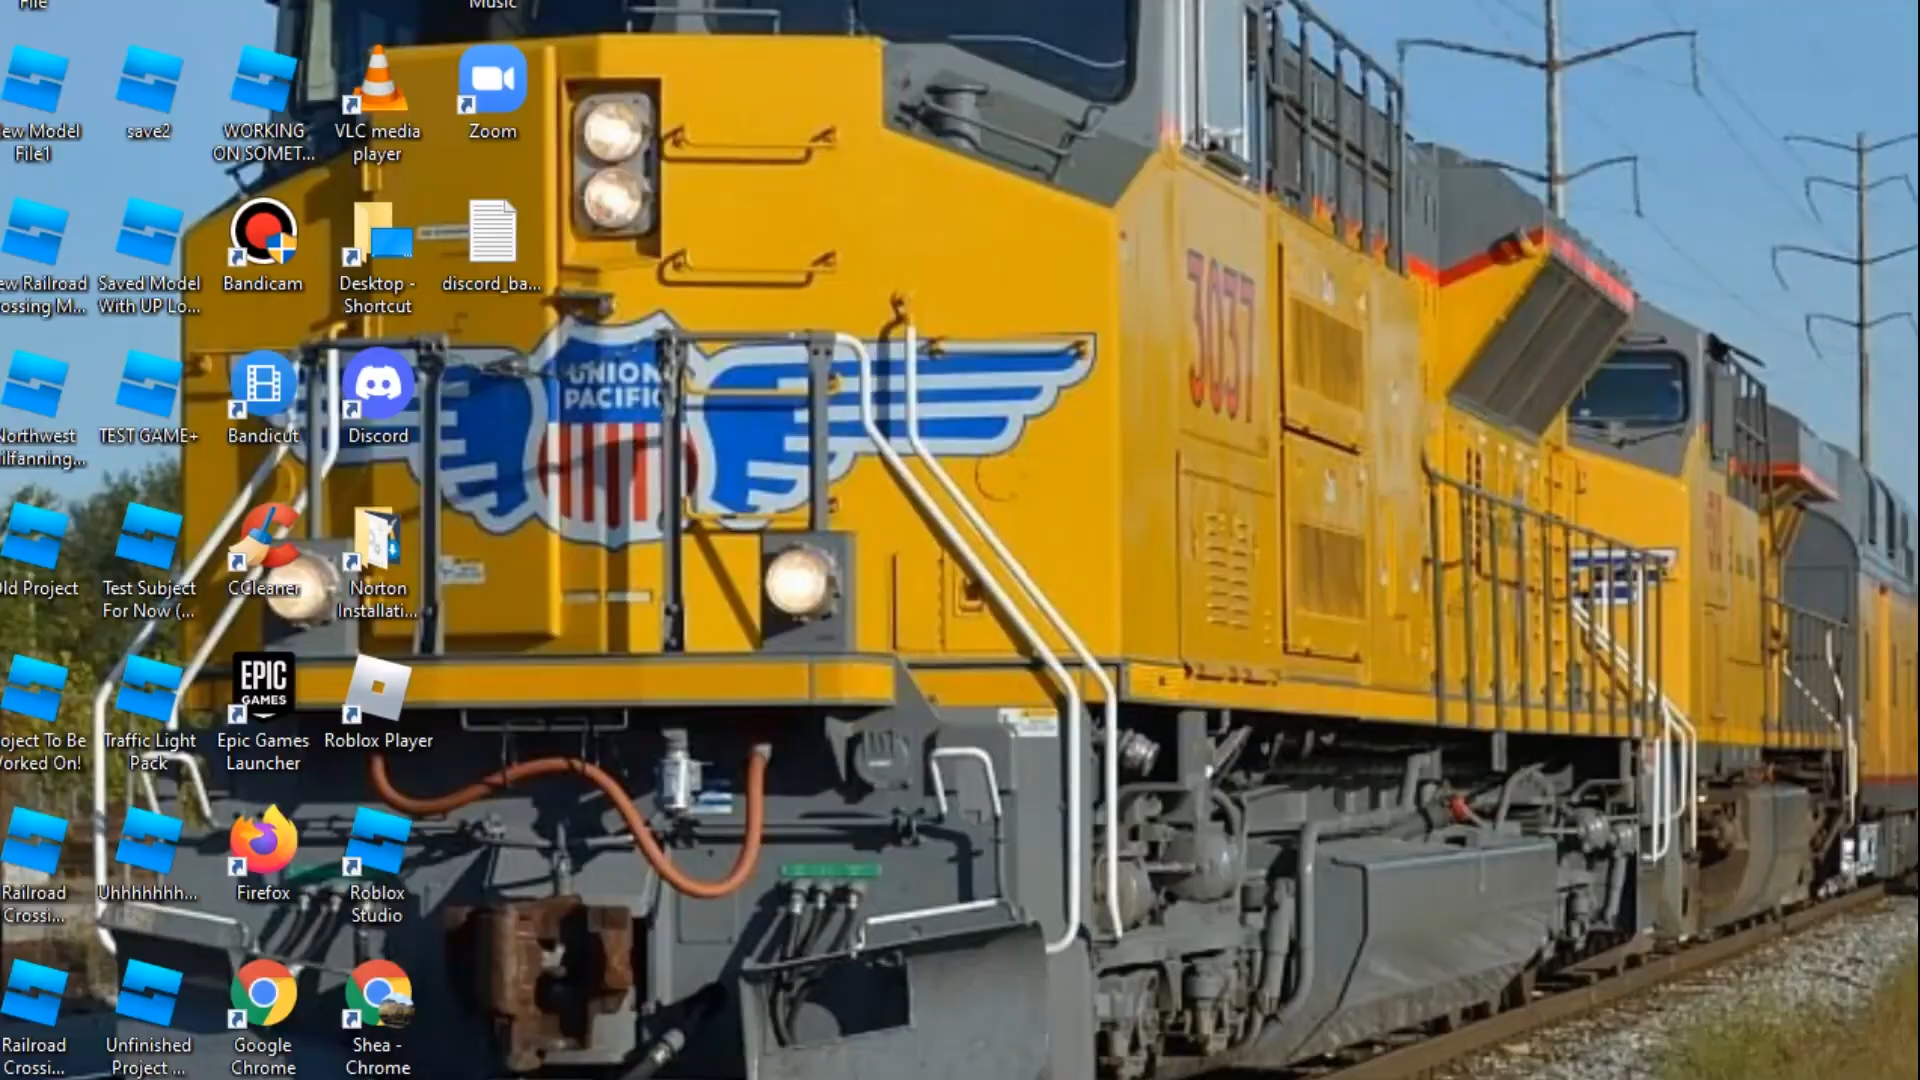 File
Music
ew Model
File1
save2
WORKING
ON SOMET...
VLC media
player
Zoom
ew Railroad
ossing M...
Saved Model
With UP Lo...
Bandicam
Desktop -
Shortcut
discord_ba...
UNION
PACIFIC
3037
Northwest
ilfanning...
TEST GAME+
Bandicut
Discord
ld Project
Test Subject
For Now (...
CCleaner
Norton
Installati...
oject To Be
orked On!
Traffic Light
Pack
EPIC
GAMES
Epic Games
Launcher
Roblox Player
Railroad
Crossi...
Uhhhhhhh...
Firefox
Roblox
Studio
Railroad
Crossi...
Unfinished
Project ...
Google
Chrome
Shea -
Chrome